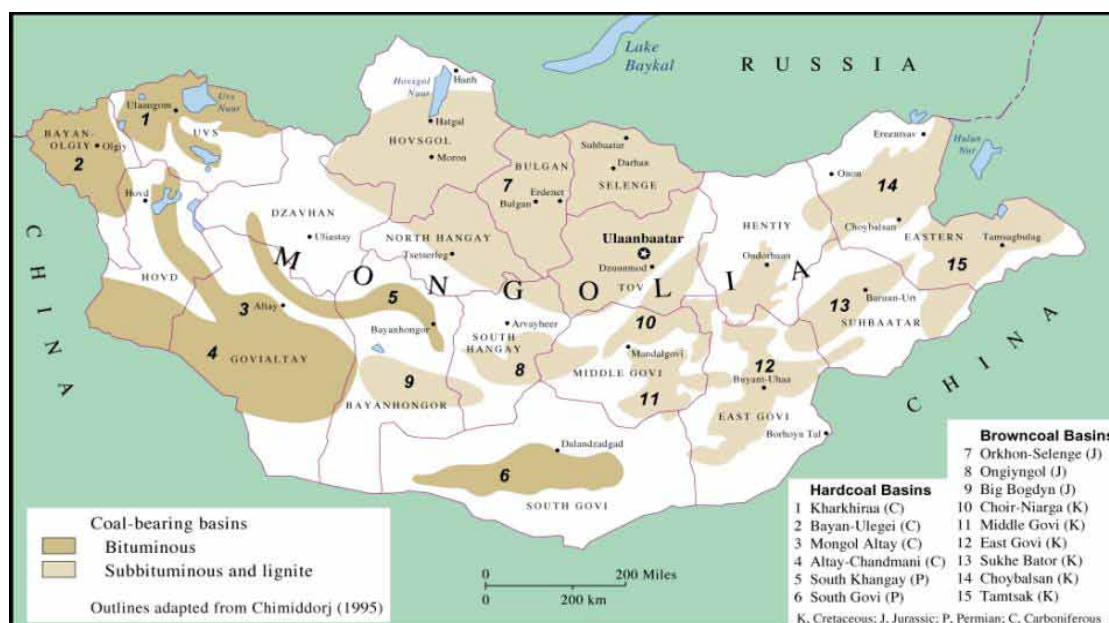 Lake
Baykal
RUSSIA
Hovsgol
Nuur
Hanh
Hatgal
HOVSGOL
Moron
Ulaangom
Uvs
Nuur
1
UVS
BAYAN-
OLGIY
Olgiy
2
Hovd
HOVD
DZAVHAN
Uliastay
BULGAN
7
Erdenet
Bulgan
Suhbaatar
Darhan
SELENGE
NORTH HANGAY
Tsetserleg
Ulaanbaatar
Dzuunmod
TOV
HENTIY
Ondorhaan
Ereentsav
Onon
14
Choybalsan
EASTERN
Hulun
Nur
Tamsagbulag
15
CHINA
MONGOLIA
3
Altay
4
GOVIALTAY
5
Bayanhongor
9
BAYANHONGOR
Arvayheer
SOUTH
HANGAY
8
10
Mandalgovi
MIDDLE GOVI
11
12
Buyant-Uhaa
EAST GOVI
Borhoyn Tal
13
Baruun-Urt
SUHBAATAR
CHINA
Dalandzadgad
6
SOUTH GOVI
Coal-bearing basins
Bituminous
Subbituminous and lignite
Outlines adapted from Chimiddorj (1995)
0 200 Miles
0 200 km
Hardcoal Basins
1 Kharkhiraa (C)
2 Bayan-Ulegei (C)
3 Mongol Altay (C)
4 Altay-Chandmani (C)
5 South Khangay (P)
6 South Govi (P)
Browncoal Basins
7 Orkhon-Selenge (J)
8 Ongiyngol (J)
9 Big Bogdyn (J)
10 Choir-Niarga (K)
11 Middle Govi (K)
12 East Govi (K)
13 Sukhe Bator (K)
14 Choybalsan (K)
15 Tamtsak (K)
K, Cretaceous; J, Jurassic; P, Permian; C, Carboniferous